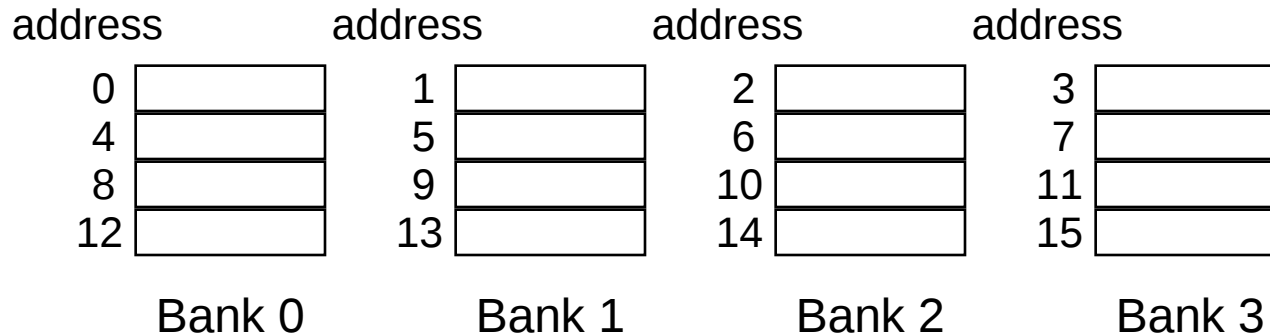 address address address address
0 1 2 3
4 5 6 7
8 9 10 11
12 13 14 15
Bank 0 Bank 1 Bank 2 Bank 3